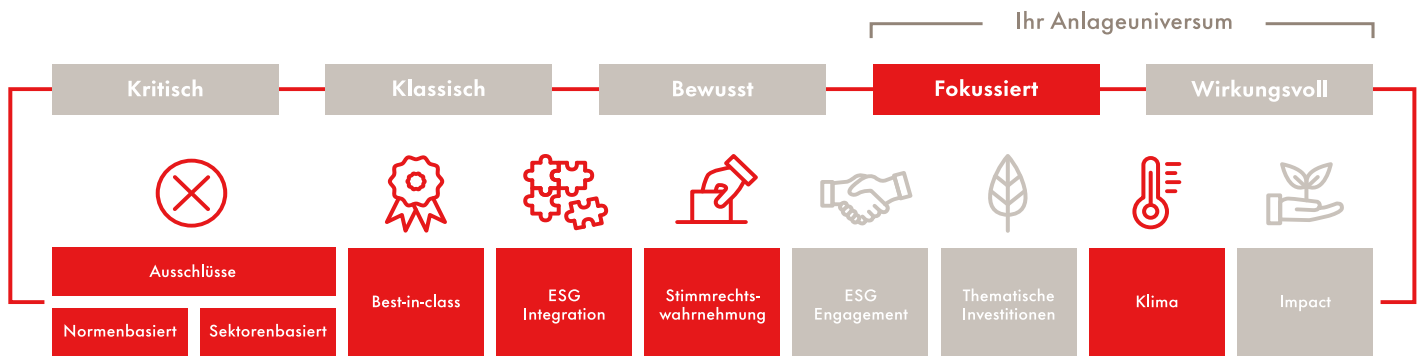 Ihr Anlageuniversum
Kritisch
Klassisch
Bewusst
Fokussiert
Wirkungsvoll
Ausschlüsse
Normenbasiert
Sektorenbasiert
Best-in-class
ESG
Integration
Stimmrechts-
wahrnehmung
ESG
Engagement
Thematische
Investitionen
Klima
Impact